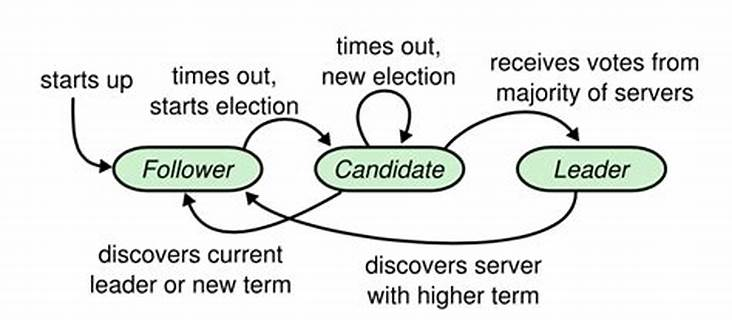 starts up
times out,
starts election
times out,
new election
receives votes from
majority of servers
Follower
Candidate
Leader
discovers current
leader or new term
discovers server
with higher term